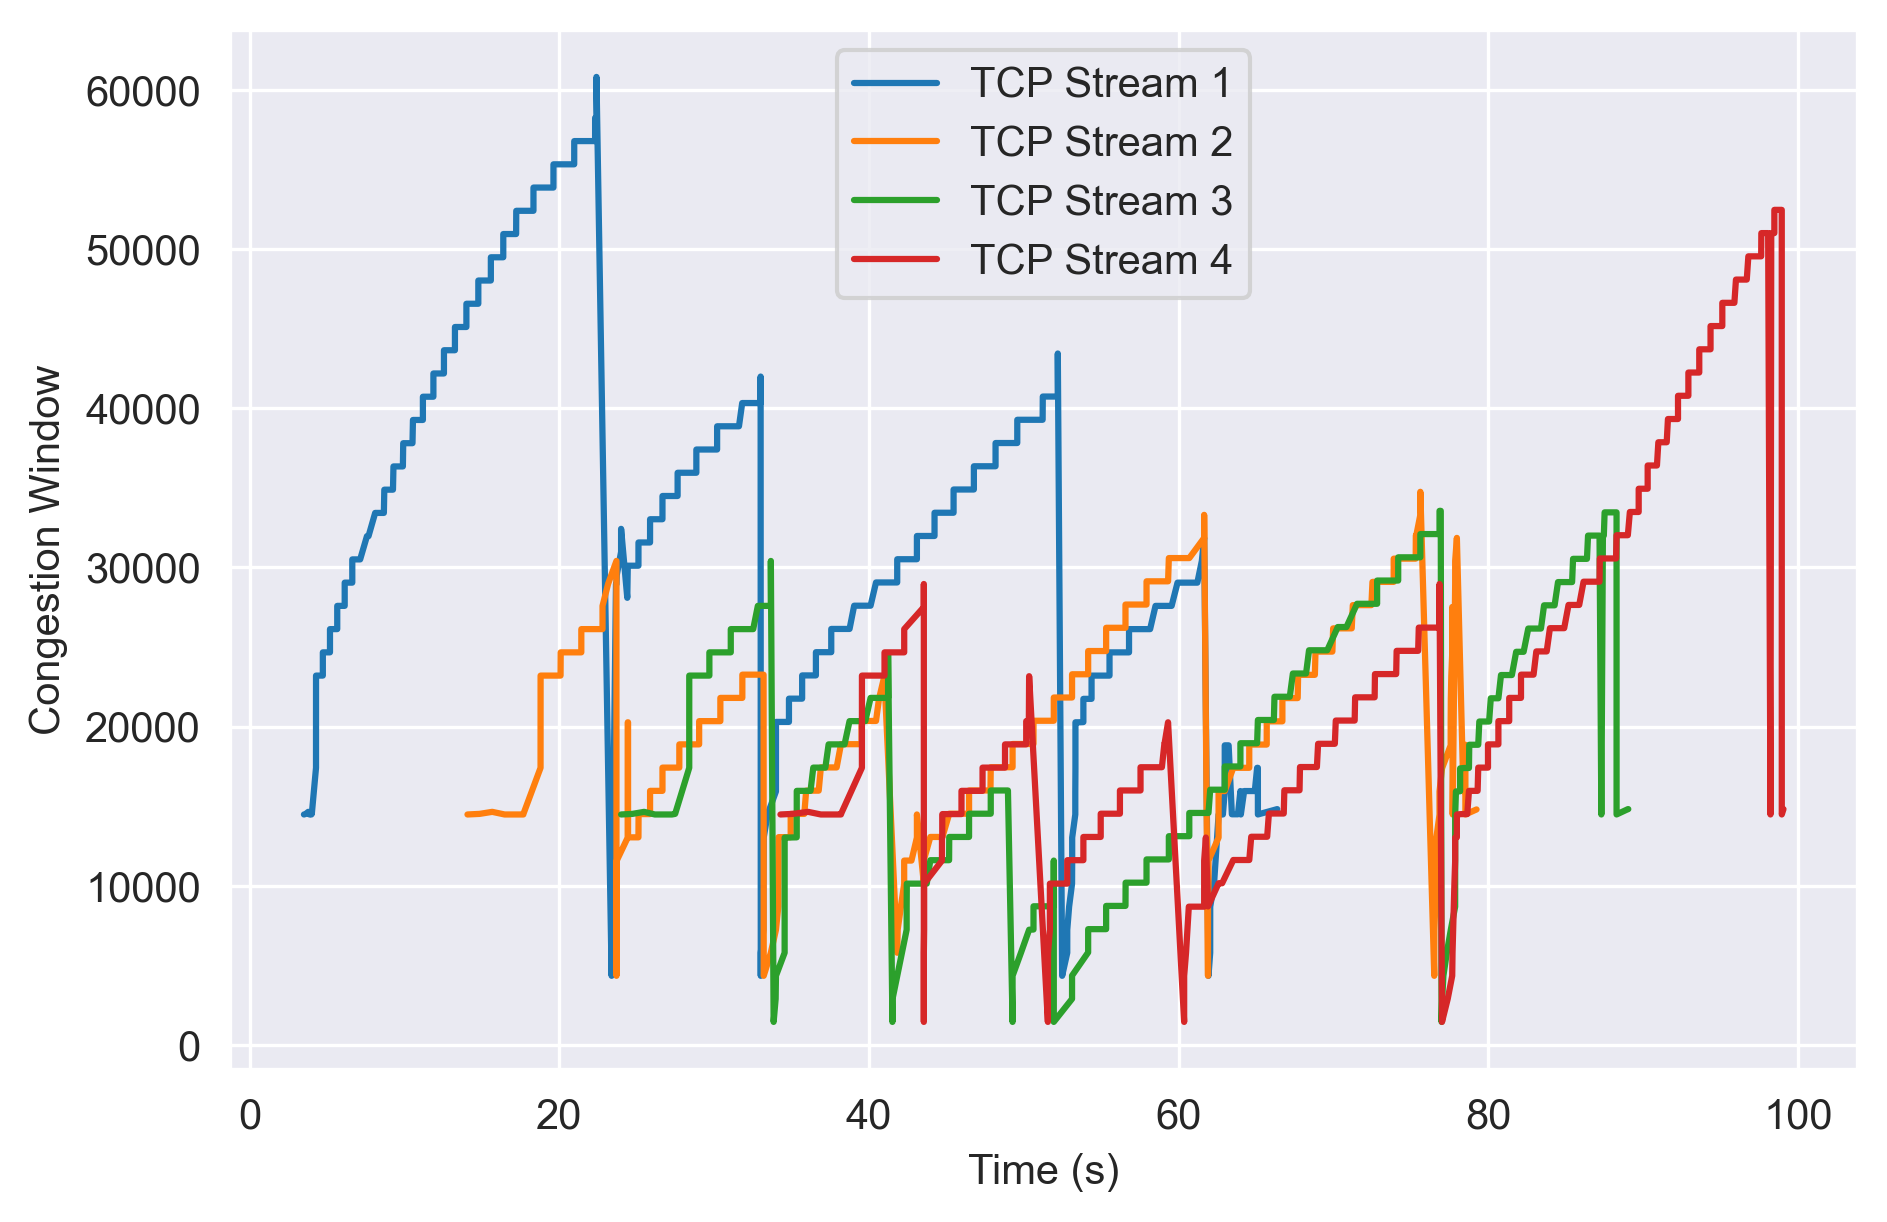 TCP Stream 1
TCP Stream 2
TCP Stream 3
TCP Stream 4
Congestion Window
60000
50000
40000
30000
20000
10000
0
0 20 40 60 80 100
Time (s)